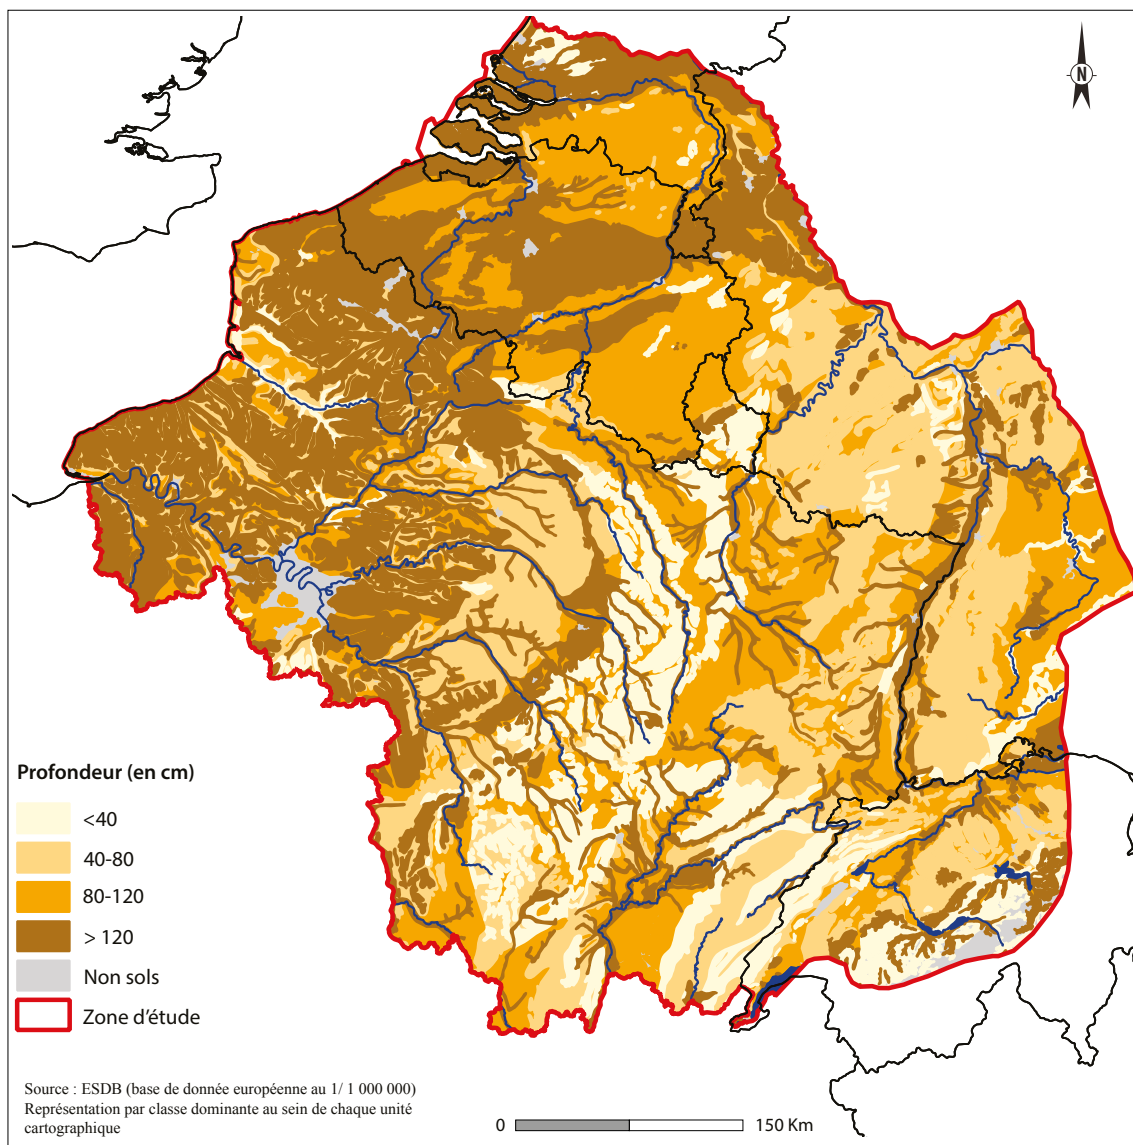 N
Profondeur (en cm)
<40
40-80
80-120
> 120
Non sols
Zone d'étude
Source : ESDB (base de donnée européenne au 1/ 1 000 000)
Représentation par classe dominante au sein de chaque unité
cartographique
0 150 Km